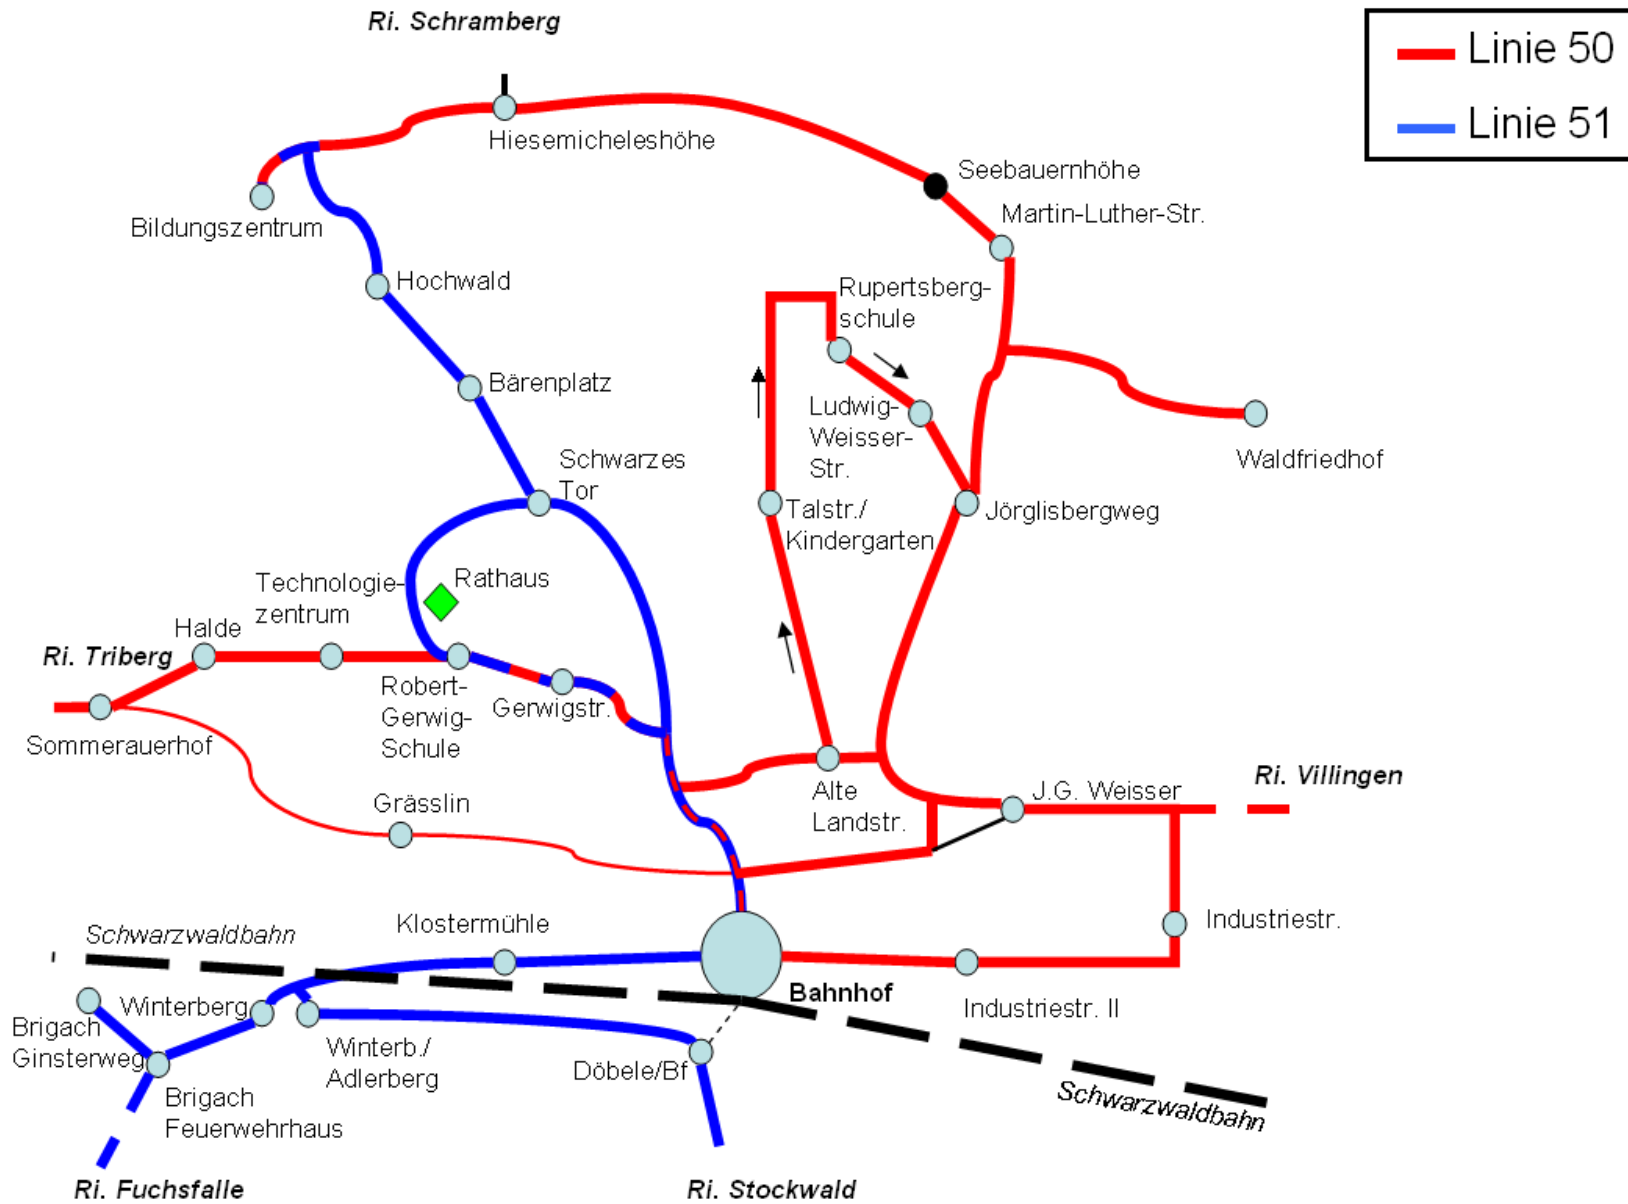 Ri. Schramberg
Linie 50
Linie 51
Hiesemicheleshöhe
Seebauernhöhe
Martin-Luther-Str.
Bildungszentrum
Hochwald
Rupertsberg-
schule
Bärenplatz
Ludwig-
Weisser-
Str.
Waldfriedhof
Schwarzes
Tor
Talstr./
Kindergarten
Jörglisbergweg
Technologie-
zentrum
Rathaus
Halde
Ri. Triberg
Robert-
Gerwig-
Schule
Gerwigstr.
Sommerauerhof
Grässlin
Alte
Landstr.
J.G. Weisser
Ri. Villingen
Klostermühle
Schwarzwaldbahn
Industriestr.
Bahnhof
Industriestr. II
Winterberg
Brigach
Ginsterweg
Winterb./
Adlerberg
Döbele/Bf
Brigach
Feuerwehrhaus
Schwarzwaldbahn
Ri. Fuchsfalle
Ri. Stockwald